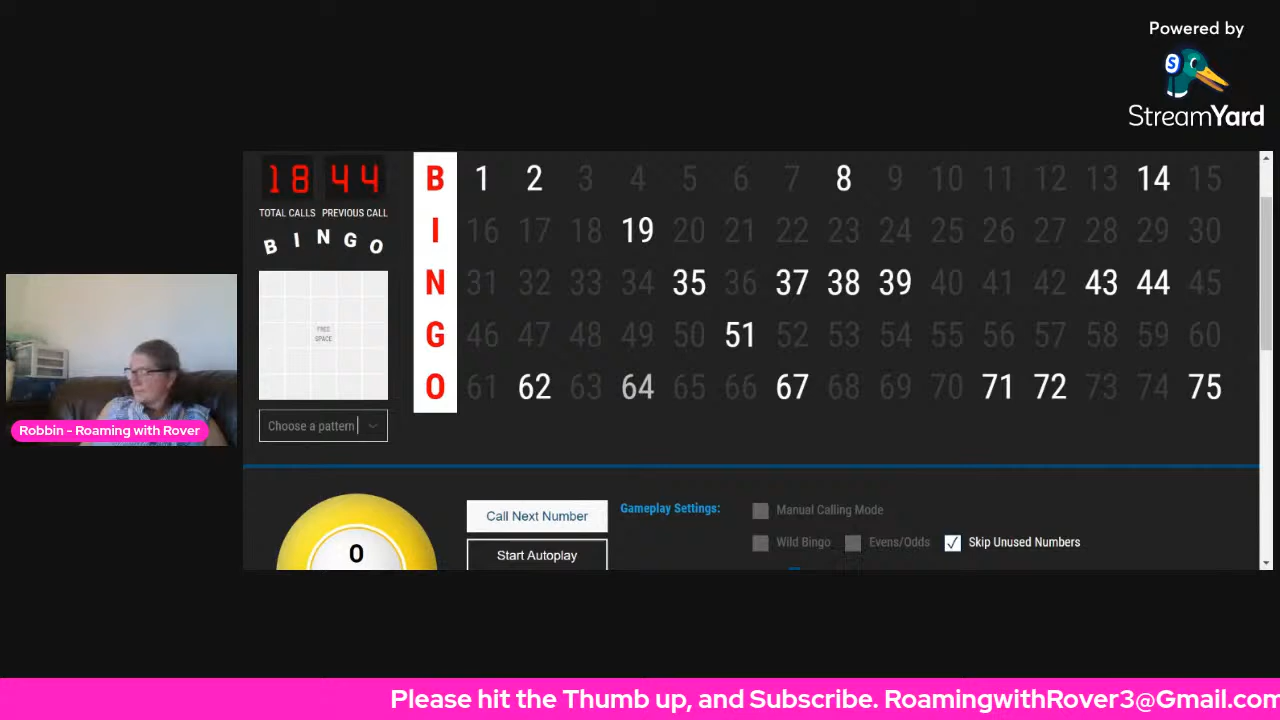 Powered by
S
StreamYard
18 44
TOTAL CALLS PREVIOUS CALL
BINGO
FREE
SPACE
Choose a pattern
B 1 2 3 4 5 6 7 8 9 10 11 12 13 14 15
I 16 17 18 19 20 21 22 23 24 25 26 27 28 29 30
N 31 32 33 34 35 36 37 38 39 40 41 42 43 44 45
G 46 47 48 49 50 51 52 53 54 55 56 57 58 59 60
O 61 62 63 64 65 66 67 68 69 70 71 72 73 74 75
Robbin - Roaming with Rover
O
Call Next Number
Start Autoplay
Gameplay Settings:
Manual Calling Mode
Wild Bingo Evens/Odds Skip Unused Numbers
Please hit the Thumb up, and Subscribe. RoamingwithRover3@Gmail.com